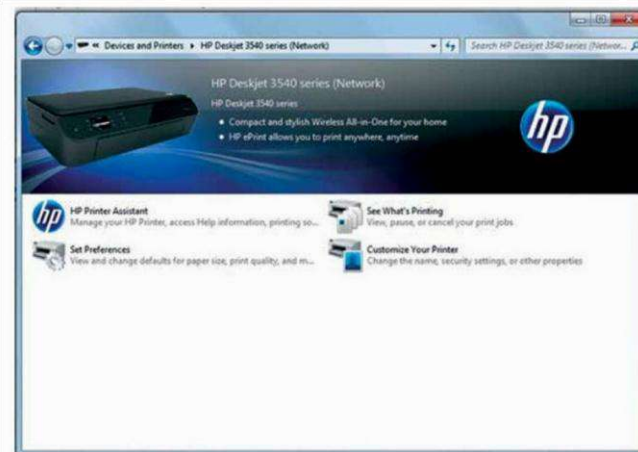 « Devices and Printers ▸ HP Deskjet 3540 series (Network)
Search HP Deskjet 3540 series (Networ...
HP Deskjet 3540 series (Network)
HP Deskjet 3540 series
• Compact and stylish Wireless All-in-One for your home
• HP ePrint allows you to print anywhere, anytime
hp
hp
HP Printer Assistant
Manage your HP Printer, access Help information, printing so...
See What's Printing
View, pause, or cancel your print jobs
Set Preferences
View and change defaults for paper size, print quality, and m...
Customize Your Printer
Change the name, security settings, or other properties